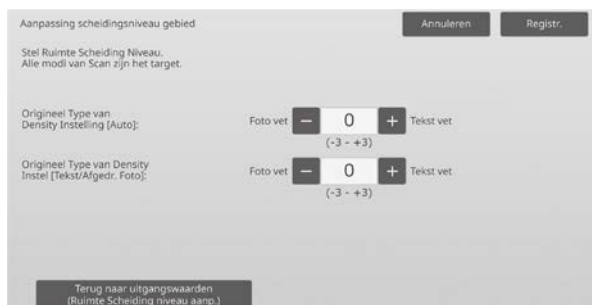 Aanpassing scheidingsniveau gebied
Annuleren
Registr.
Stel Ruimte Scheiding Niveau.
Alle modi van Scan zijn het target.
Origineel Type van
Density Instelling [Auto]:
Foto vet − 0 + Tekst vet
(-3 - +3)
Origineel Type van Density
Instel [Tekst/Afgedr. Foto]:
Foto vet − 0 + Tekst vet
(-3 - +3)
Terug naar uitgangswaarden
(Ruimte Scheiding niveau aanp.)